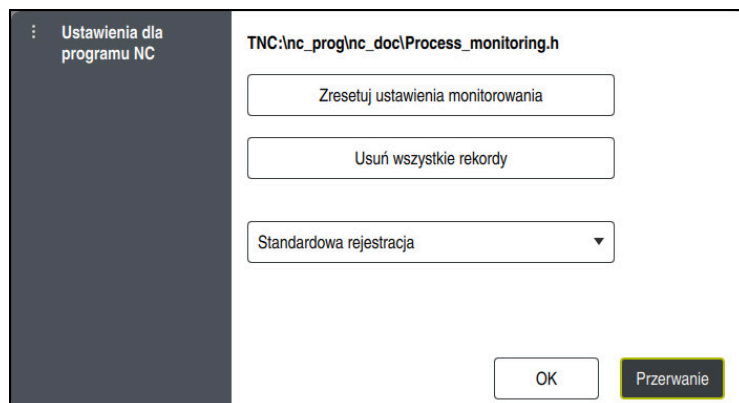 Ustawienia dla
programu NC
TNC:\nc_prog\nc_doc\Process_monitoring.h
Zresetuj ustawienia monitorowania
Usuń wszystkie rekordy
Standardowa rejestracja
OK
Przerwanie